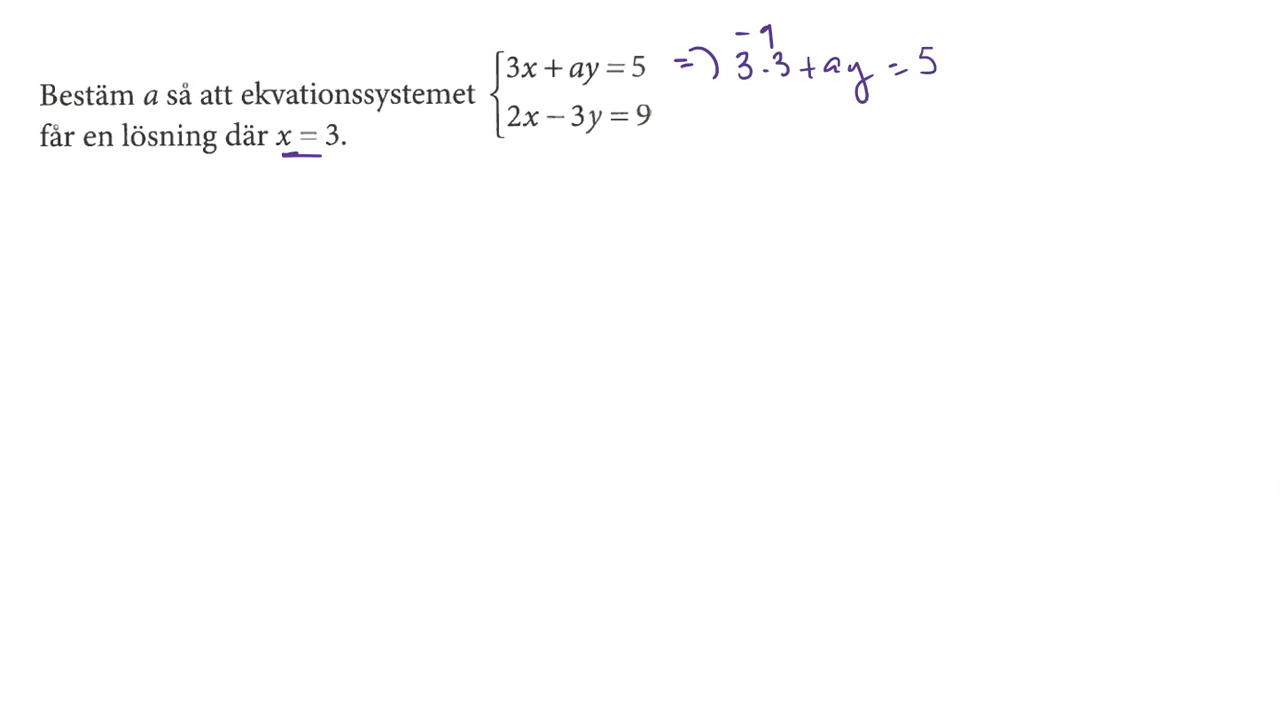 Bestäm a så att ekvationssystemet
får en lösning där x = 3.
3x + ay = 5
2x − 3y = 9
−9
=) 3·3 + ay = 5